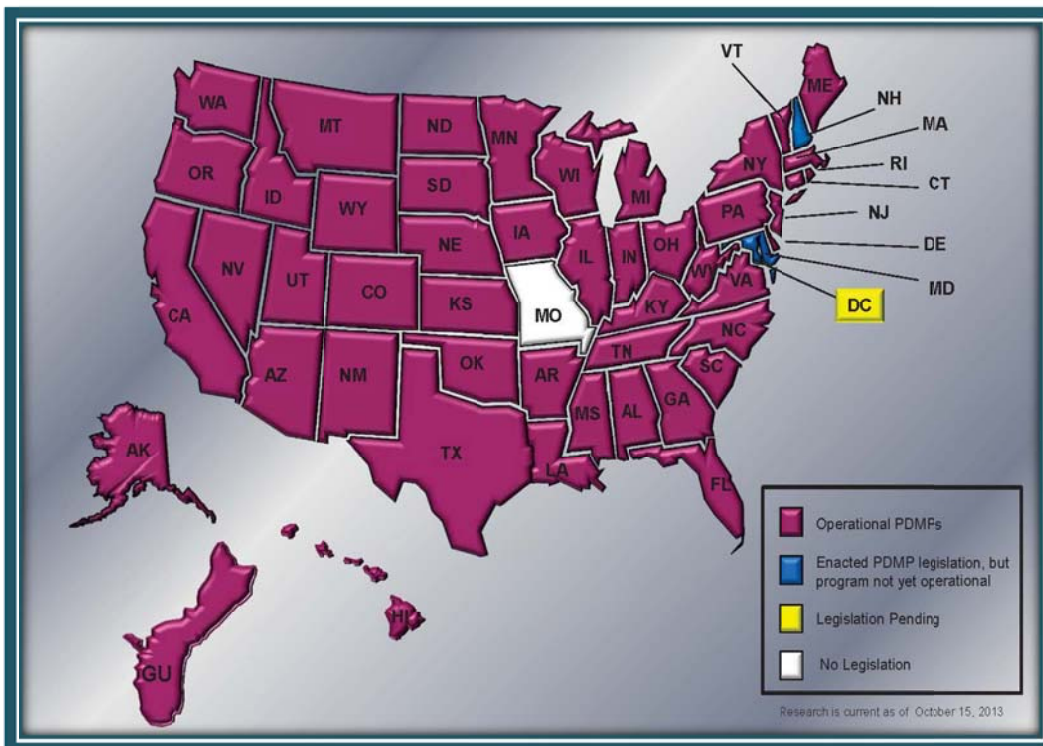 VT
ME
NH
WA
MT
ND
MN
MA
OR
ID
SD
WI
NY
RI
WY
MI
CT
PA
NJ
IA
NE
OH
DE
NV
UT
IL
IN
WV
VA
MD
CO
KS
MO
KY
DC
CA
NC
TN
OK
AR
SC
AZ
NM
MS
AL
GA
TX
LA
AK
FL
Operational PDMPs
Enacted PDMP legislation, but
program not yet operational
HI
Legislation Pending
GU
No Legislation
Research is current as of October 15, 2013